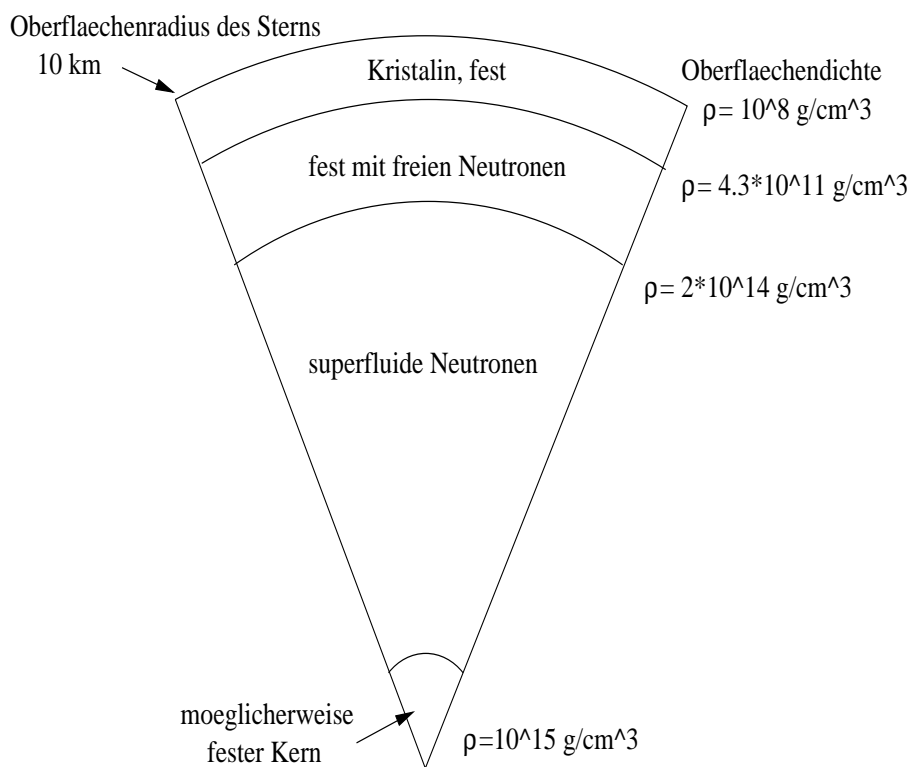 Oberflaechenradius des Sterns
10 km
Kristalin, fest
Oberflaechendichte
ρ= 10^8 g/cm^3
fest mit freien Neutronen
ρ= 4.3*10^11 g/cm^3
ρ= 2*10^14 g/cm^3
superfluide Neutronen
moeglicherweise
fester Kern
ρ=10^15 g/cm^3